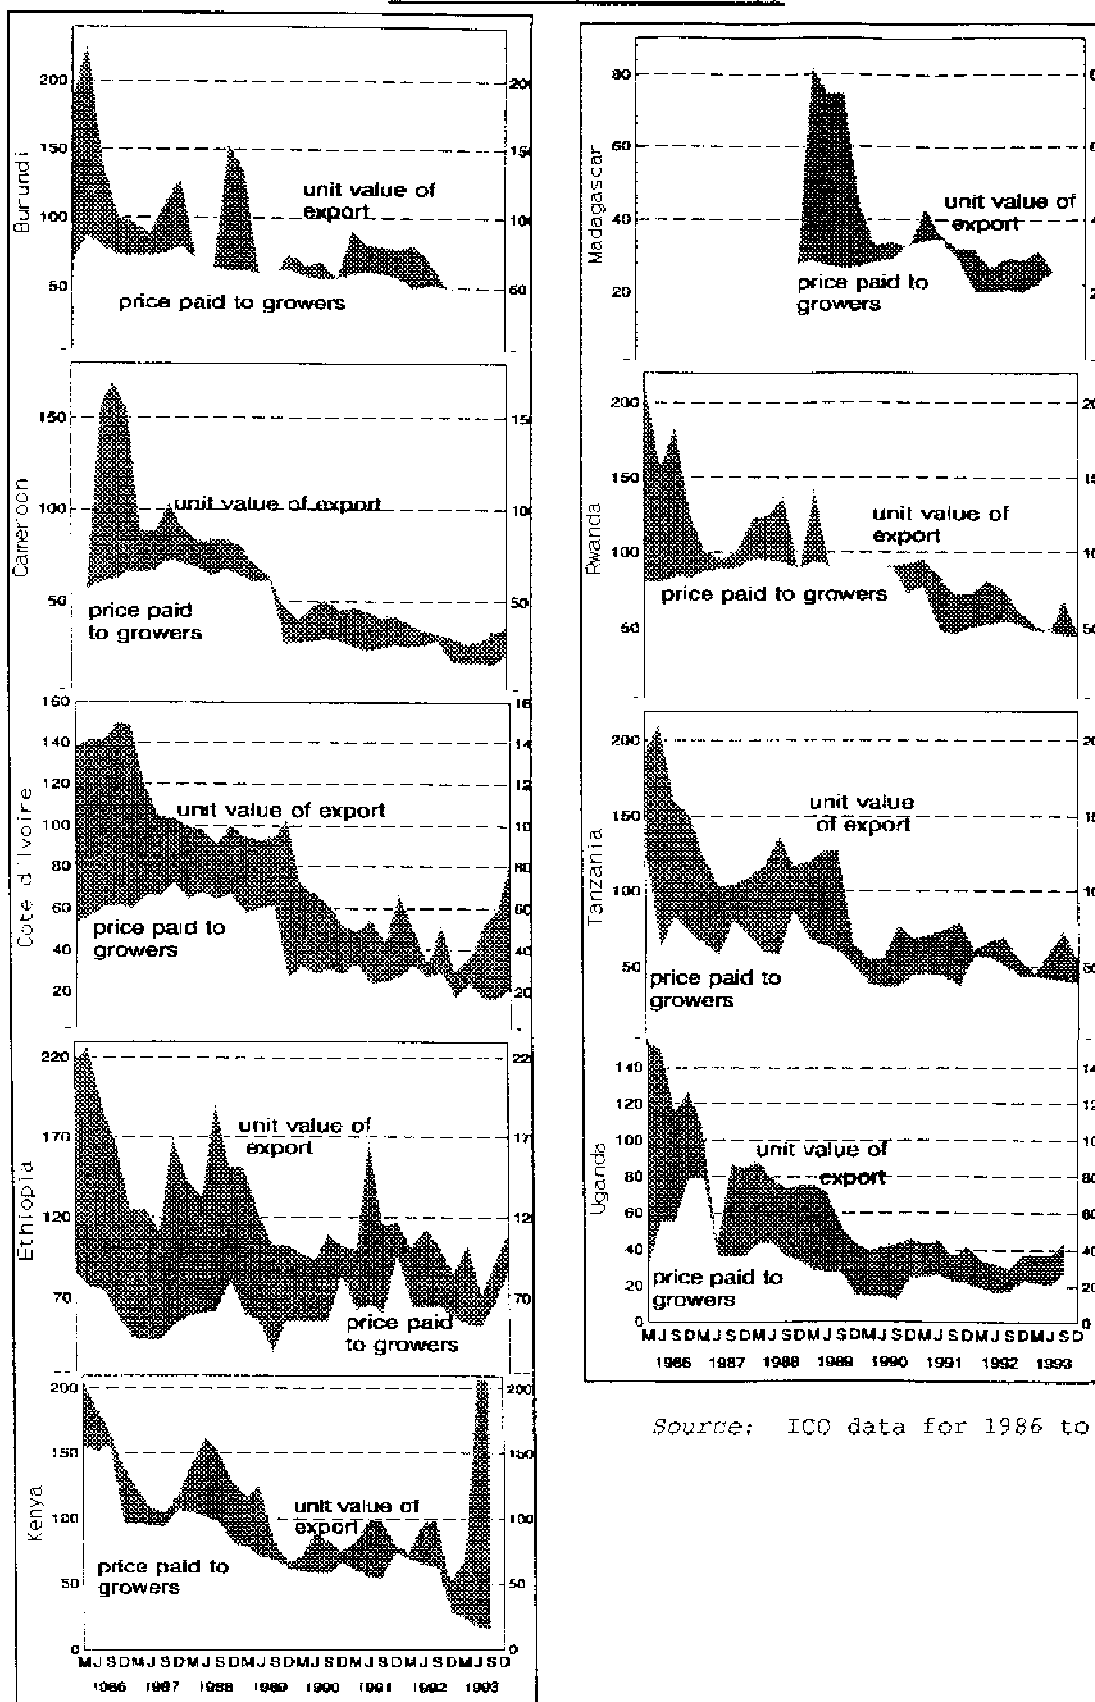 Burundi
200
150
100
50
unit value of
export
price paid to growers
Cameroon
150
100
50
unit value of export
price paid
to growers
Cote d'Ivoire
160
140
120
100
80
60
40
20
unit value of export
price paid to
growers
Ethiopia
220
170
120
70
unit value of
export
price paid
to growers
Kenya
200
150
100
50
0
unit value of
export
price paid to
growers
200
150
100
50
0
M J S D M J S D M J S D M J S D M J S D M J S D M J S D M J S D
1986 1987 1988 1989 1990 1991 1992 1993
Madagascar
80
60
40
20
unit value of
export
price paid to
growers
Rwanda
200
150
100
50
unit value of
export
price paid to growers
Tanzania
200
150
100
50
unit value
of export
price paid to
growers
Uganda
140
120
100
80
60
40
20
0
unit value of
export
price paid to
growers
M J S D M J S D M J S D M J S D M J S D M J S D M J S D M J S D
1986 1987 1988 1989 1990 1991 1992 1993
Source: ICO data for 1986 to